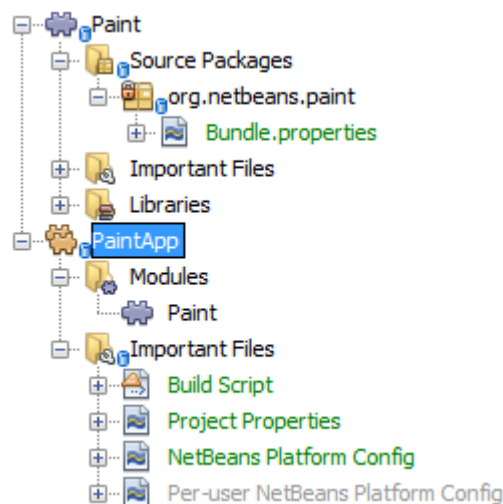 Paint
Source Packages
org.netbeans.paint
Bundle.properties
Important Files
Libraries
PaintApp
Modules
Paint
Important Files
Build Script
Project Properties
NetBeans Platform Config
Per-user NetBeans Platform Config